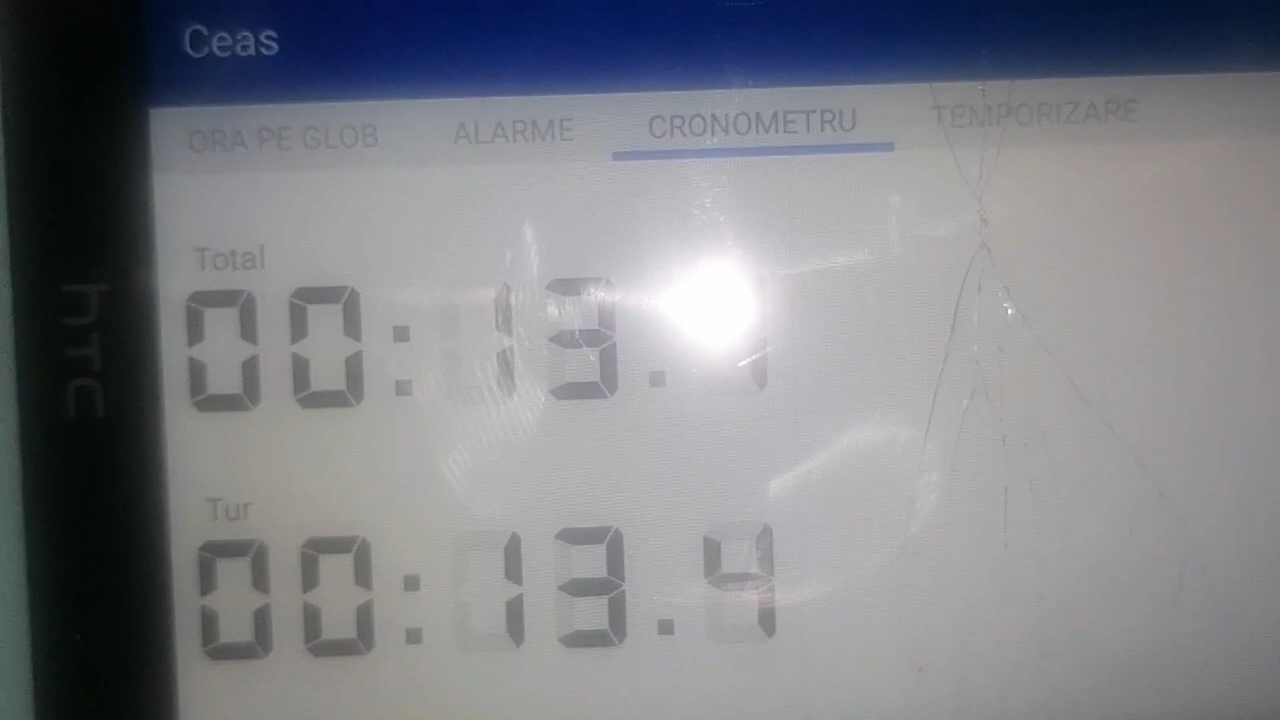 Ceas
ORA PE GLOB ALARME CRONOMETRU TEMPORIZARE
hTC
Total
00:13.
Tur
00:13.4